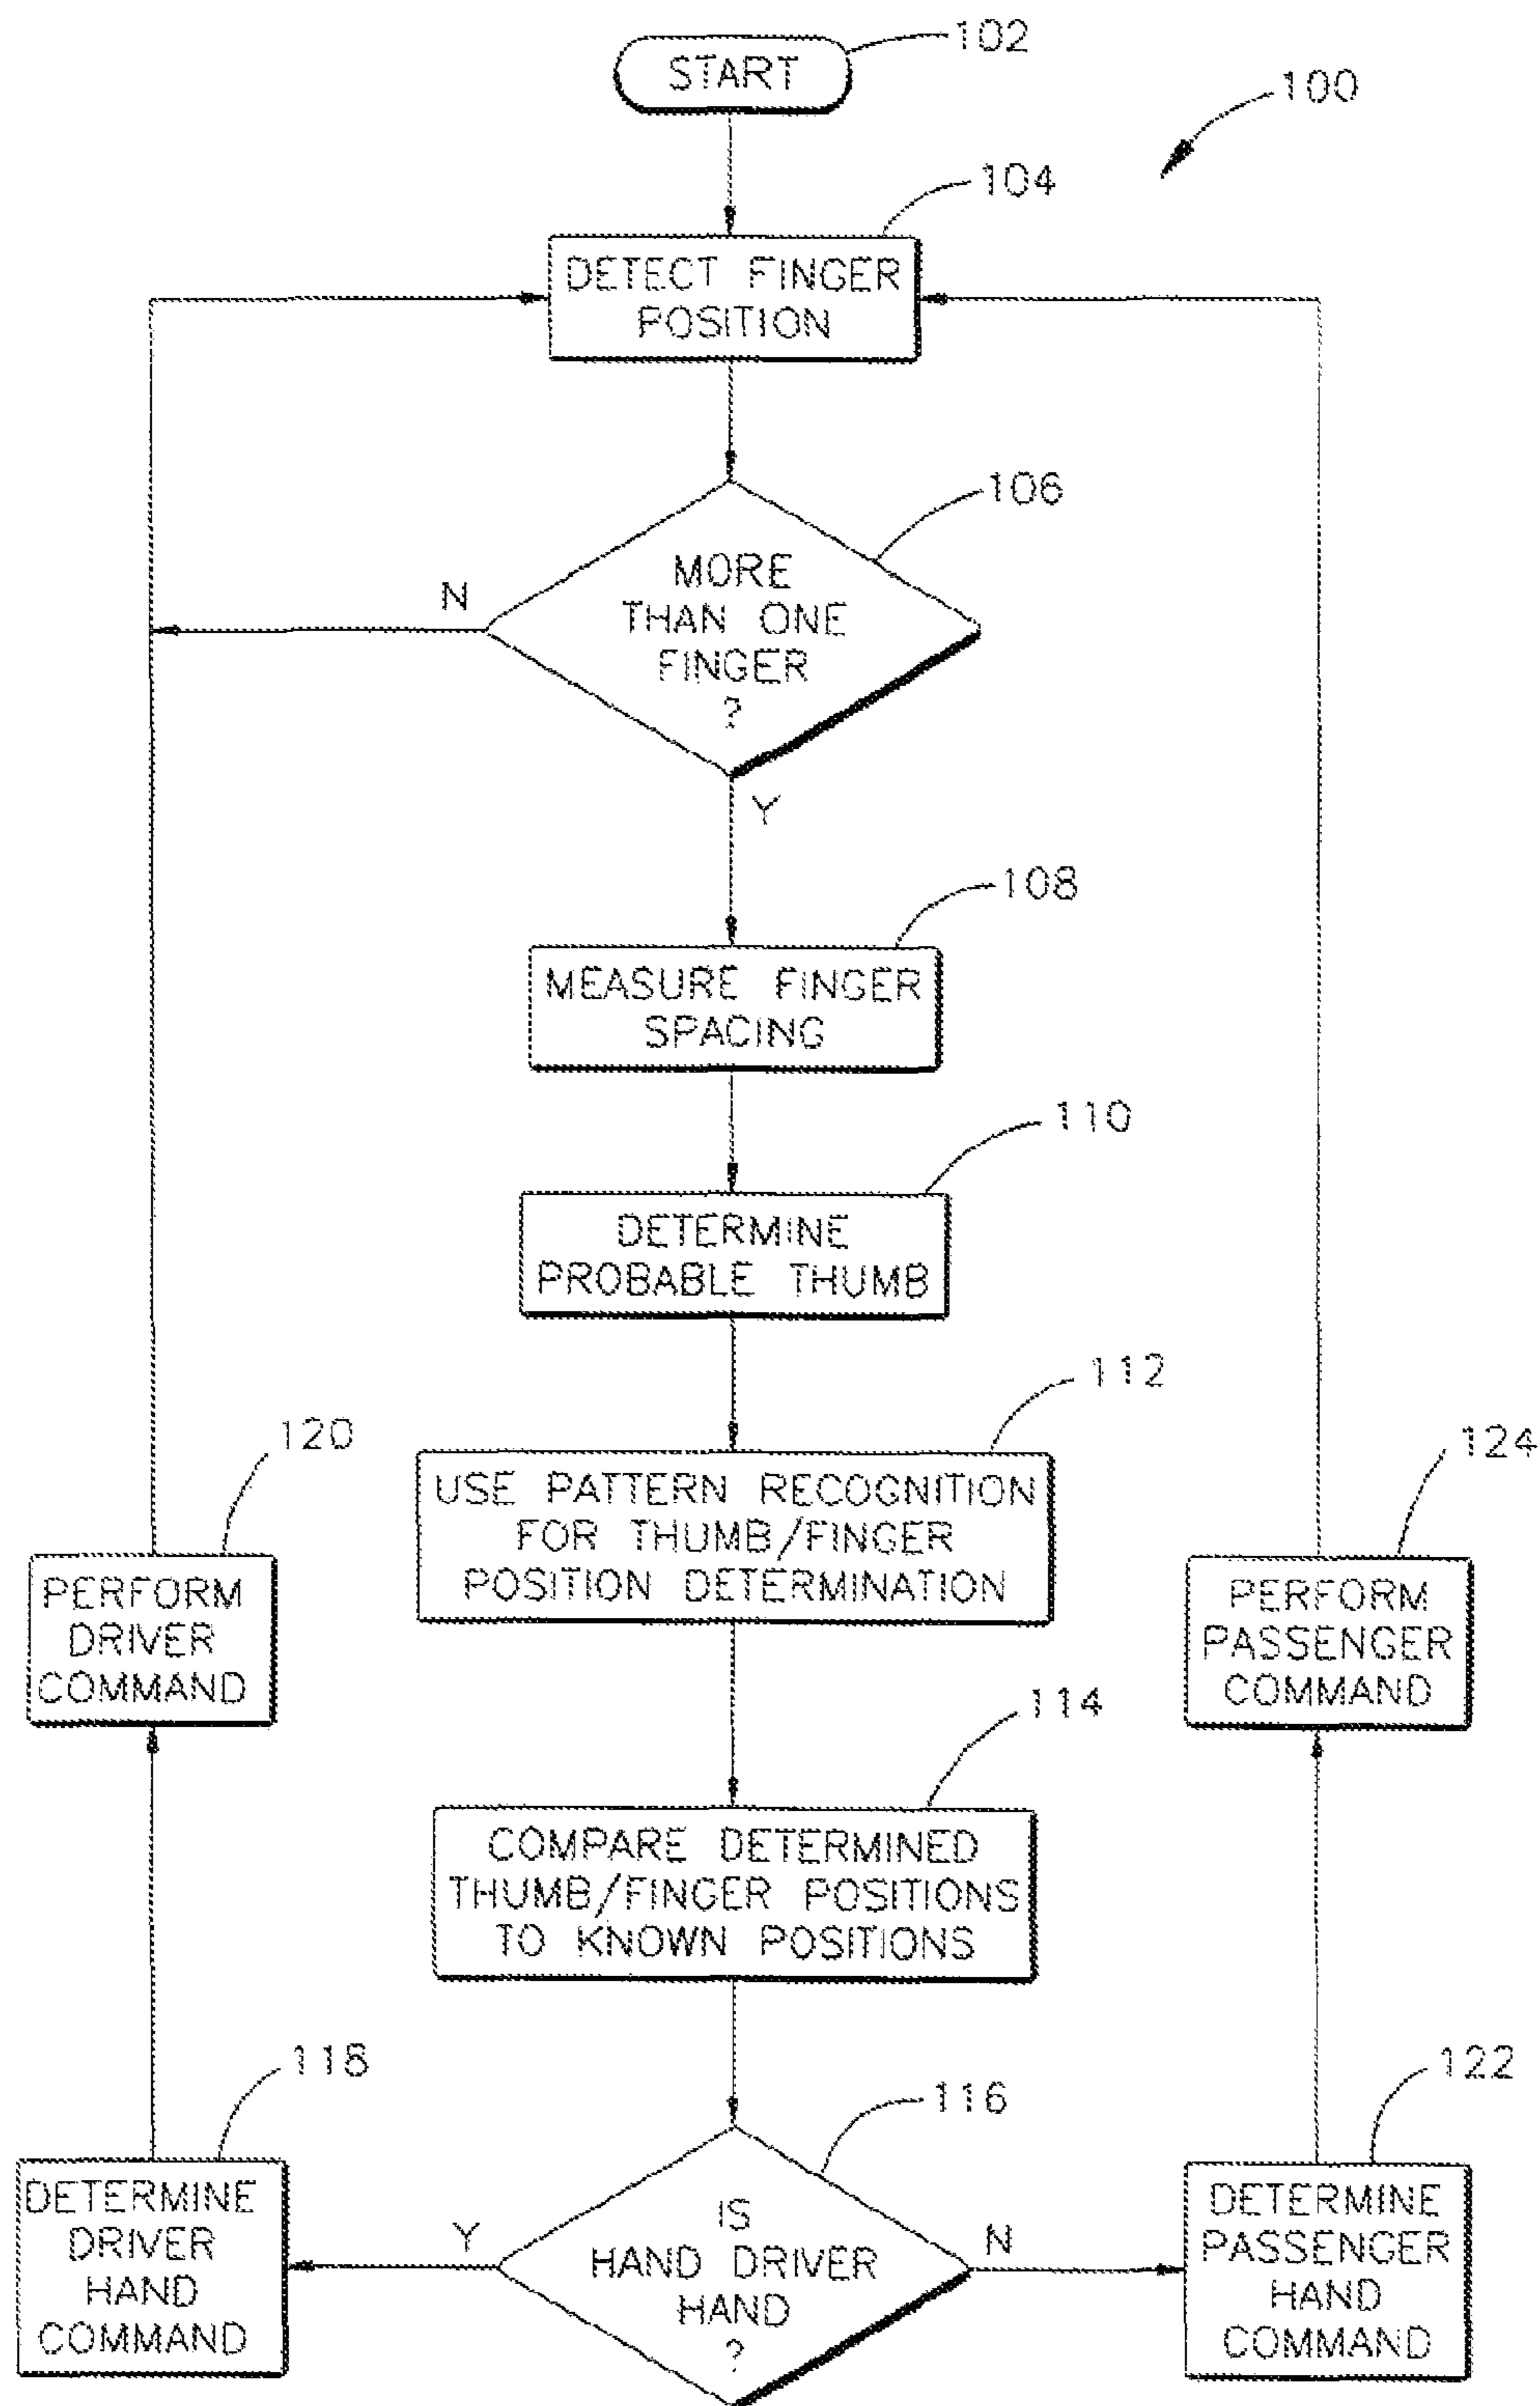 START
102
100
104
DETECT FINGER
POSITION
106
MORE
THAN ONE
FINGER
?
N
Y
108
MEASURE FINGER
SPACING
110
DETERMINE
PROBABLE THUMB
112
USE PATTERN RECOGNITION
FOR THUMB/FINGER
POSITION DETERMINATION
120
PERFORM
DRIVER
COMMAND
124
PERFORM
PASSENGER
COMMAND
114
COMPARE DETERMINED
THUMB/FINGER POSITIONS
TO KNOWN POSITIONS
118
DETERMINE
DRIVER
HAND
COMMAND
116
IS
HAND DRIVER
HAND
?
Y
N
122
DETERMINE
PASSENGER
HAND
COMMAND